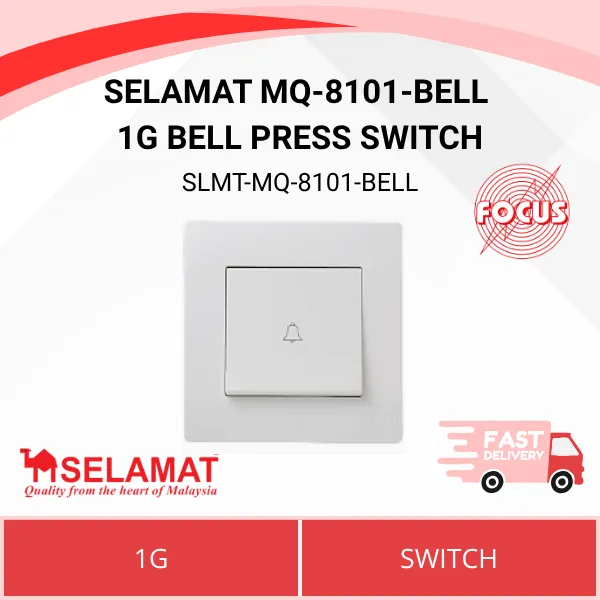 SELAMAT MQ-8101-BELL
1G BELL PRESS SWITCH
SLMT-MQ-8101-BELL
FOCUS
FAST
DELIVERY
SELAMAT
Quality from the heart of Malaysia
1G
SWITCH